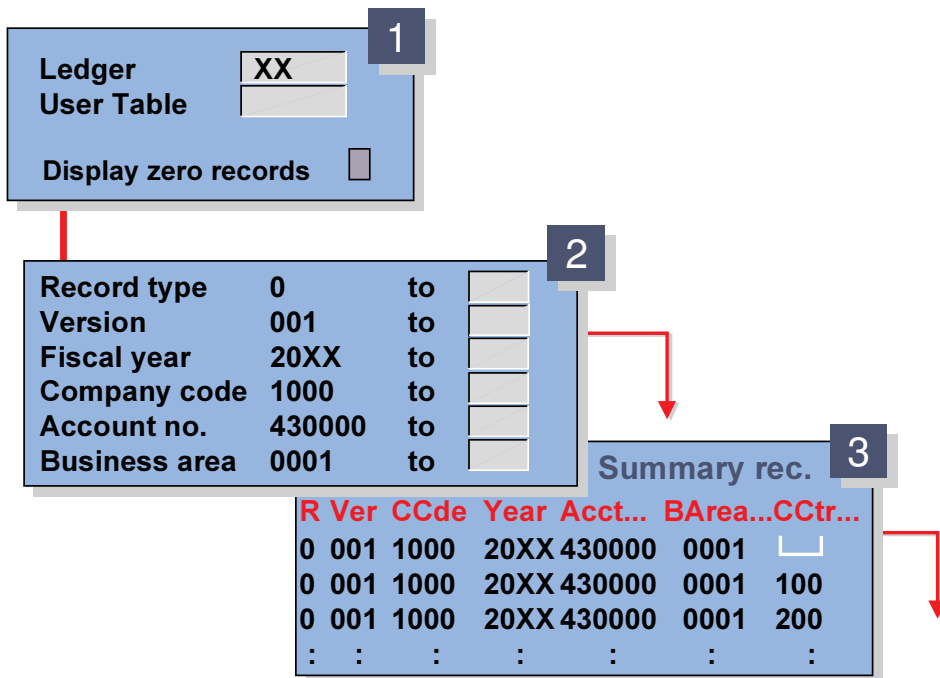 1
Ledger XX
User Table
Display zero records
2
Record type 0 to
Version 001 to
Fiscal year 20XX to
Company code 1000 to
Account no. 430000 to
Business area 0001 to
3
Summary rec.
R Ver CCde Year Acct... BArea...CCtr...
0 001 1000 20XX 430000 0001
0 001 1000 20XX 430000 0001 100
0 001 1000 20XX 430000 0001 200
: : : : : : :